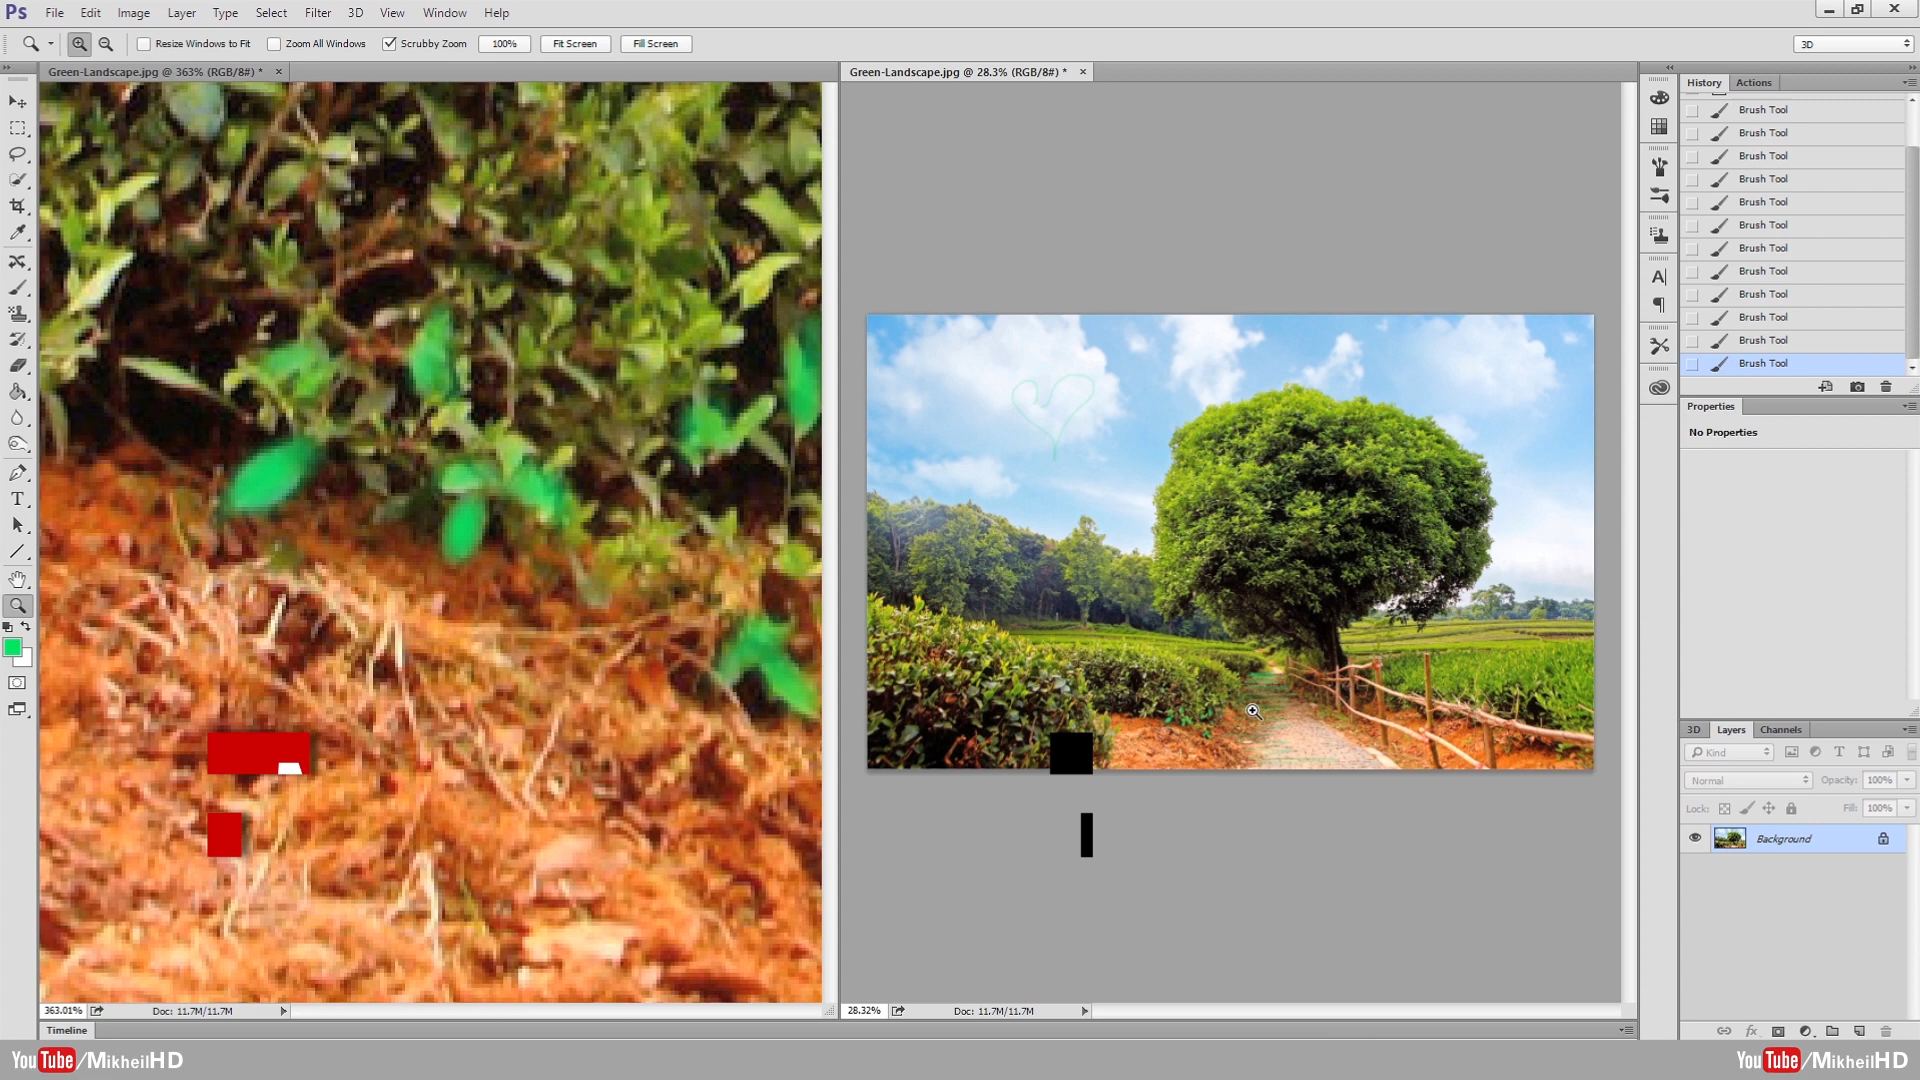 Ps File Edit Image Layer Type Select Filter 3D View Window Help
Resize Windows to Fit Zoom All Windows Scrubby Zoom 100% Fit Screen Fill Screen 3D
Green-Landscape.jpg @ 363% (RGB/8#) * Green-Landscape.jpg @ 28.3% (RGB/8#) *
History Actions
Brush Tool
Brush Tool
Brush Tool
Brush Tool
Brush Tool
Brush Tool
Brush Tool
Brush Tool
Brush Tool
Brush Tool
Brush Tool
Brush Tool
Properties
No Properties
3D Layers Channels
Kind
Normal Opacity: 100%
Lock: Fill: 100%
Background
363.01% Doc: 11.7M/11.7M 28.32% Doc: 11.7M/11.7M
Timeline
YouTube/MikheilHD YouTube/MikheilHD